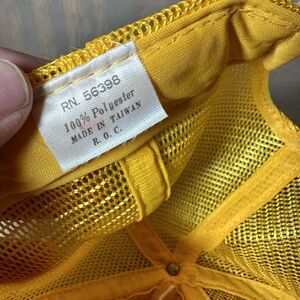 RN. 56398
100% Polyester
MADE IN TAIWAN
R. O. C.